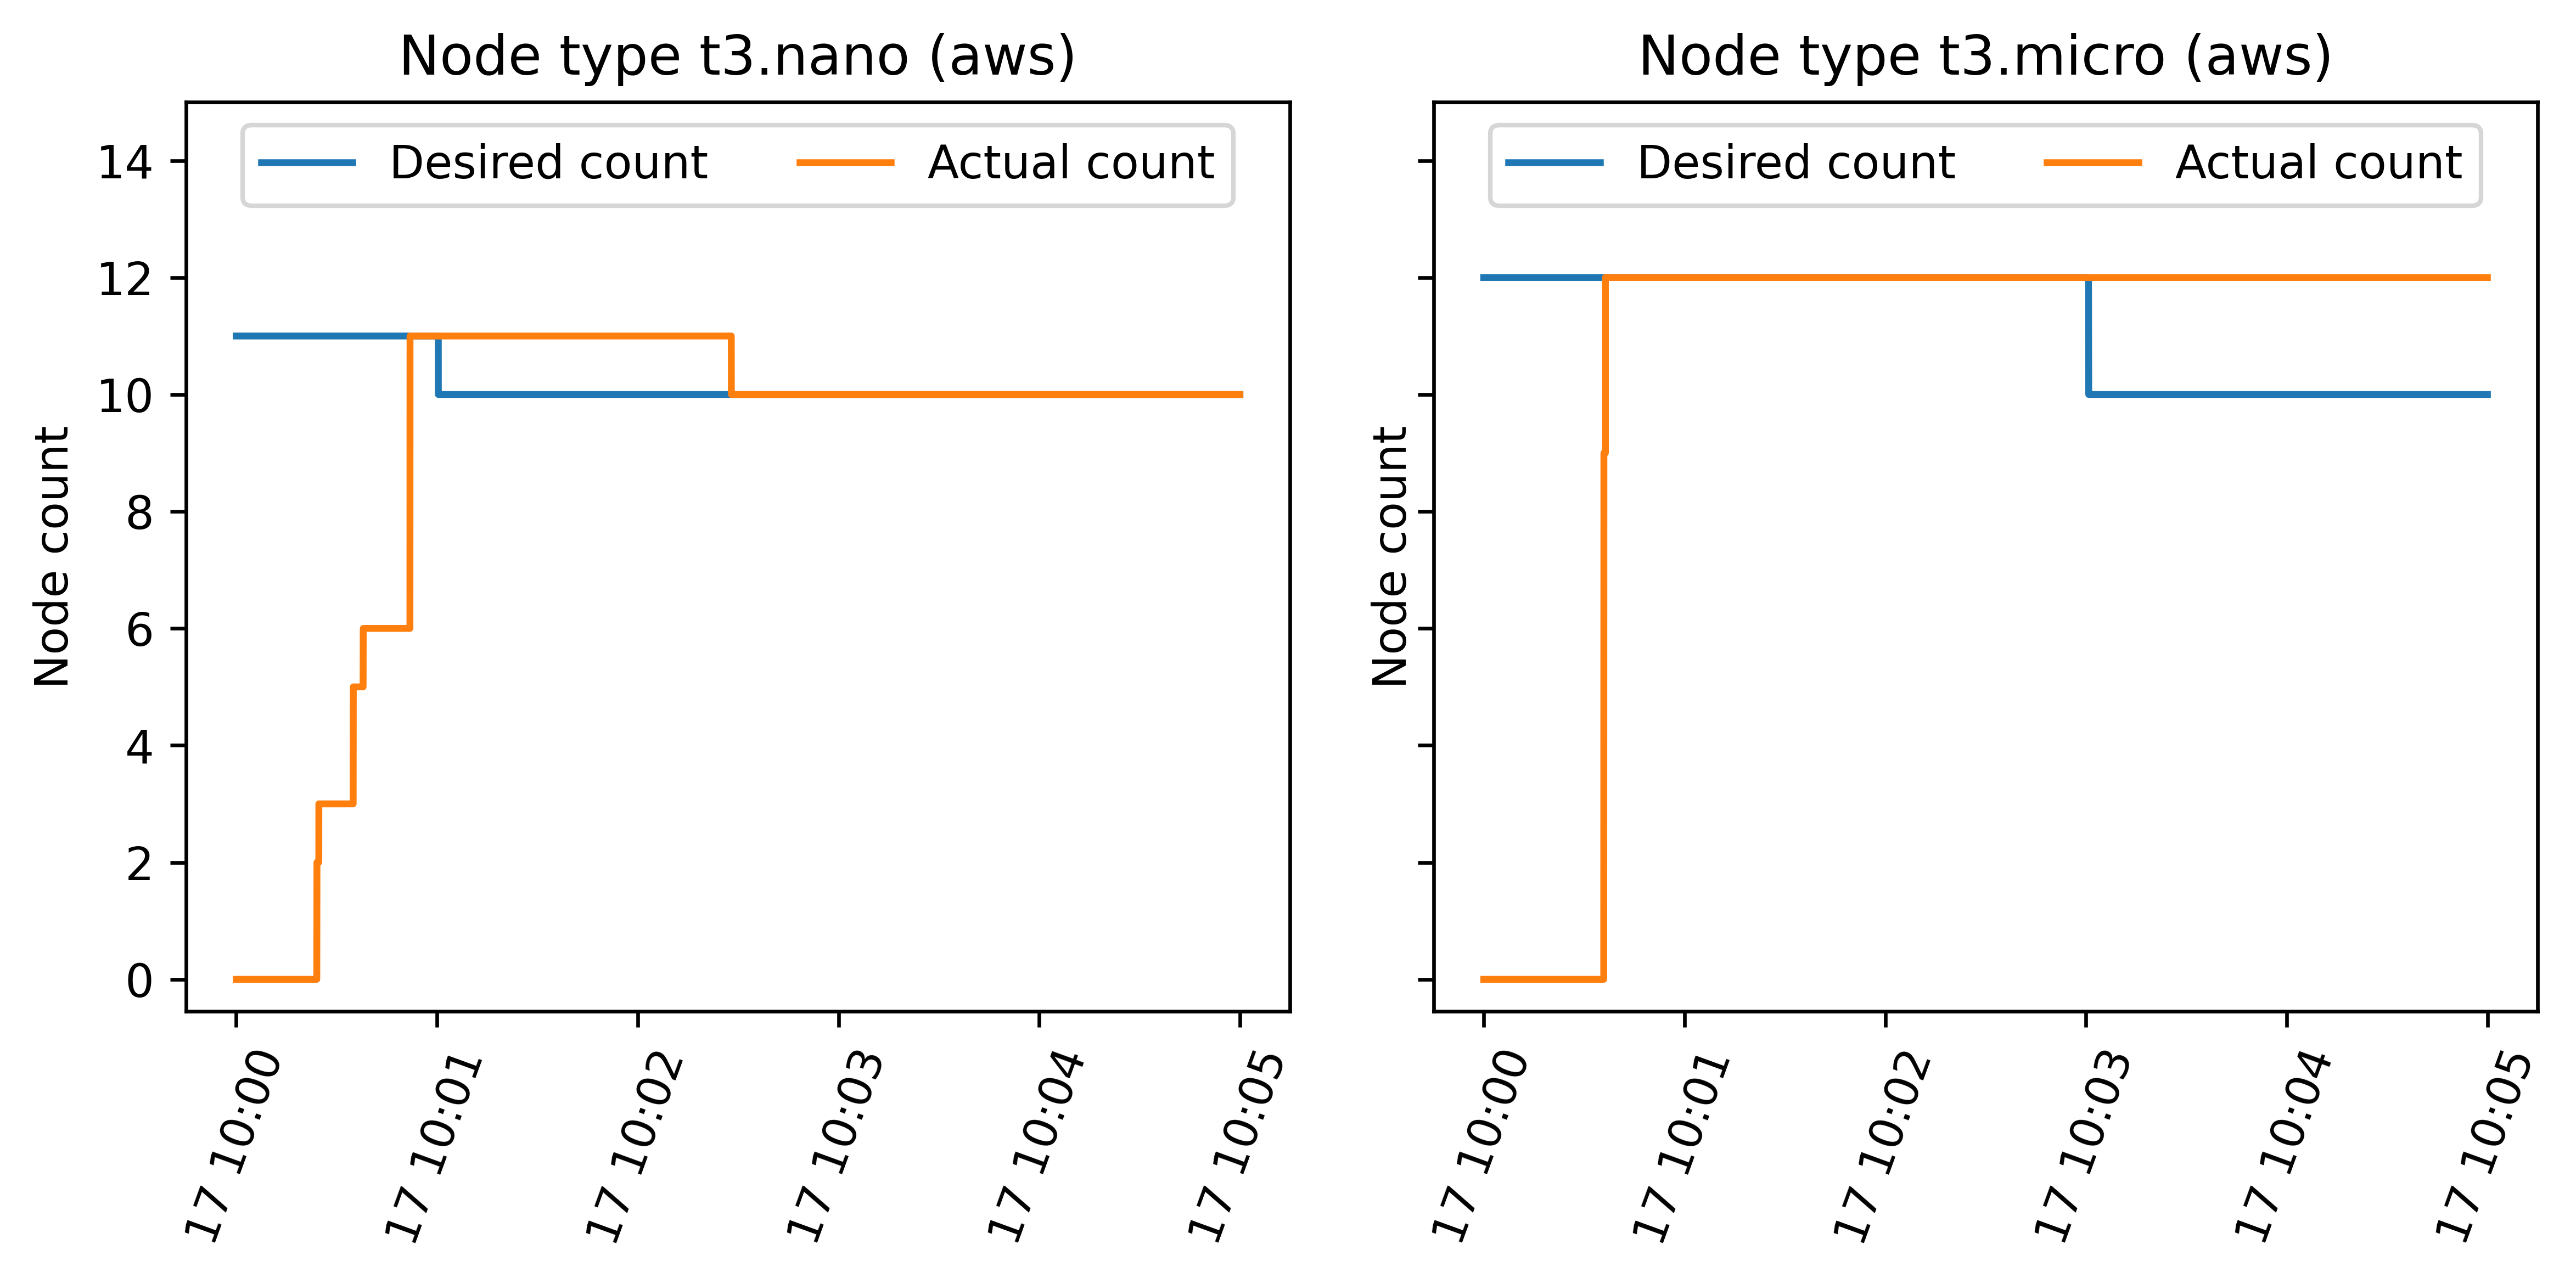 Node type t3.nano (aws)
Desired count
Actual count
14
12
10
8
6
4
2
0
Node count
17 10:00
17 10:01
17 10:02
17 10:03
17 10:04
17 10:05
Node type t3.micro (aws)
Desired count
Actual count
Node count
17 10:00
17 10:01
17 10:02
17 10:03
17 10:04
17 10:05